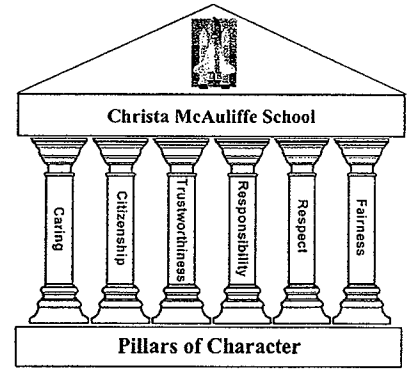 Christa McAuliffe School
Caring
Citizenship
Trustworthiness
Responsibility
Respect
Fairness
Pillars of Character